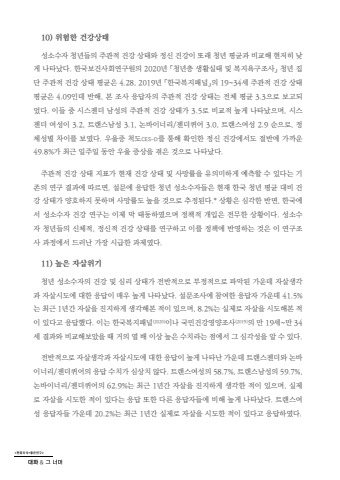 10) 위험한 건강상태
성소수자 청년들의 주관적 건강 상태와 정신 건강이 또래 청년 평균과 비교해 현저히 낮
게 나타났다. 한국보건사회연구원의 2020년 「청년층 생활실태 및 복지욕구조사」 청년 집
단 주관적 건강 상태 평균은 4.28, 2019년 「한국복지패널」의 19~34세 주관적 건강 상태
평균은 4.09인데 반해, 본 조사 응답자의 주관적 건강 상태는 전체 평균 3.3으로 보고되
었다. 이들 중 시스젠더 남성의 주관적 건강 상태가 3.5로 비교적 높게 나타났으며, 시스
젠더 여성이 3.2, 트랜스남성 3.1, 논바이너리/젠더퀴어 3.0, 트랜스여성 2.9 순으로, 정
체성별 차이를 보였다. 우울증 척도CES-D를 통해 확인한 정신 건강에서도 절반에 가까운
49.8%가 최근 일주일 동안 우울 증상을 겪은 것으로 나타났다.
주관적 건강 상태 지표가 현재 건강 상태 및 사망률을 유의미하게 예측할 수 있다는 기
존의 연구 결과에 따르면, 설문에 응답한 청년 성소수자들은 현재 한국 청년 평균 대비 건
강 상태가 양호하지 못하며 사망률도 높을 것으로 추정된다.* 상황은 심각한 반면, 한국에
서 성소수자 건강 연구는 이제 막 태동하였으며 정책적 개입은 전무한 상황이다. 성소수
자 청년들의 신체적, 정신적 건강 상태를 연구하고 이를 정책에 반영하는 것은 이 연구조
사 과정에서 드러난 가장 시급한 과제였다.
11) 높은 자살위기
청년 성소수자의 건강 및 심리 상태가 전반적으로 부정적으로 파악된 가운데 자살생각
과 자살시도에 대한 응답이 매우 높게 나타났다. 설문조사에 참여한 응답자 가운데 41.5%
는 최근 1년간 자살을 진지하게 생각해본 적이 있으며, 8.2%는 실제로 자살을 시도해본 적
이 있다고 응답했다. 이는 한국복지패널(2020)이나 국민건강영양조사(2019)의 만 19세~만 34
세 결과와 비교해보았을 때 거의 열 배 이상 높은 수치라는 점에서 그 심각성을 알 수 있다.
전반적으로 자살생각과 자살시도에 대한 응답이 높게 나타난 가운데 트랜스젠더와 논바
이너리/젠더퀴어의 응답 수치가 심상치 않다. 트랜스여성의 58.7%, 트랜스남성의 59.7%,
논바이너리/젠더퀴어의 62.9%는 최근 1년간 자살을 진지하게 생각한 적이 있으며, 실제
로 자살을 시도한 적이 있다는 응답 또한 다른 응답자들에 비해 높게 나타났다. 트랜스여
성 응답자들 가운데 20.2%는 최근 1년간 실제로 자살을 시도한 적이 있다고 응답하였다.
대화 & 그 너머